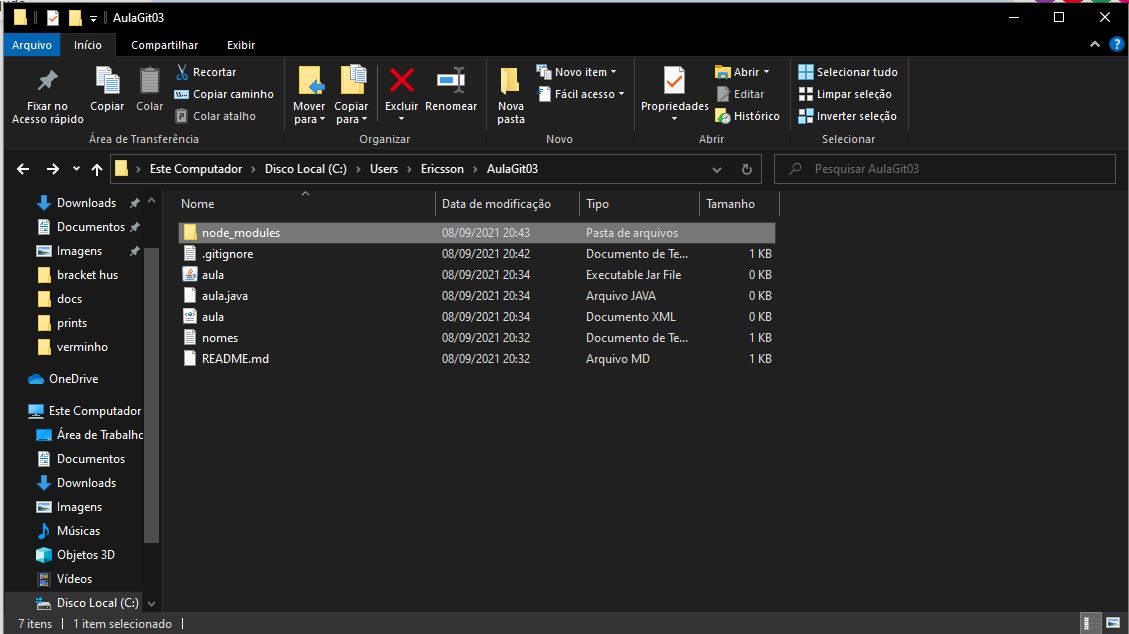 AulaGit03
Arquivo Início Compartilhar Exibir
Fixar no Acesso rápido
Copiar
Colar
Recortar
Copiar caminho
Colar atalho
Mover para
Copiar para
Excluir
Renomear
Nova pasta
Novo item
Fácil acesso
Propriedades
Abrir
Editar
Histórico
Selecionar tudo
Limpar seleção
Inverter seleção
Área de Transferência Organizar Novo Abrir Selecionar
Este Computador Disco Local (C:) Users Ericsson AulaGit03 Pesquisar AulaGit03
Downloads
Documentos
Imagens
bracket hus
docs
prints
verminho
OneDrive
Este Computador
Área de Trabalho
Documentos
Downloads
Imagens
Músicas
Objetos 3D
Vídeos
Disco Local (C:)
Nome Data de modificação Tipo Tamanho
node_modules 08/09/2021 20:43 Pasta de arquivos
.gitignore 08/09/2021 20:42 Documento de Te... 1 KB
aula 08/09/2021 20:34 Executable Jar File 0 KB
aula.java 08/09/2021 20:34 Arquivo JAVA 0 KB
aula 08/09/2021 20:34 Documento XML 0 KB
nomes 08/09/2021 20:32 Documento de Te... 1 KB
README.md 08/09/2021 20:32 Arquivo MD 1 KB
7 itens 1 item selecionado